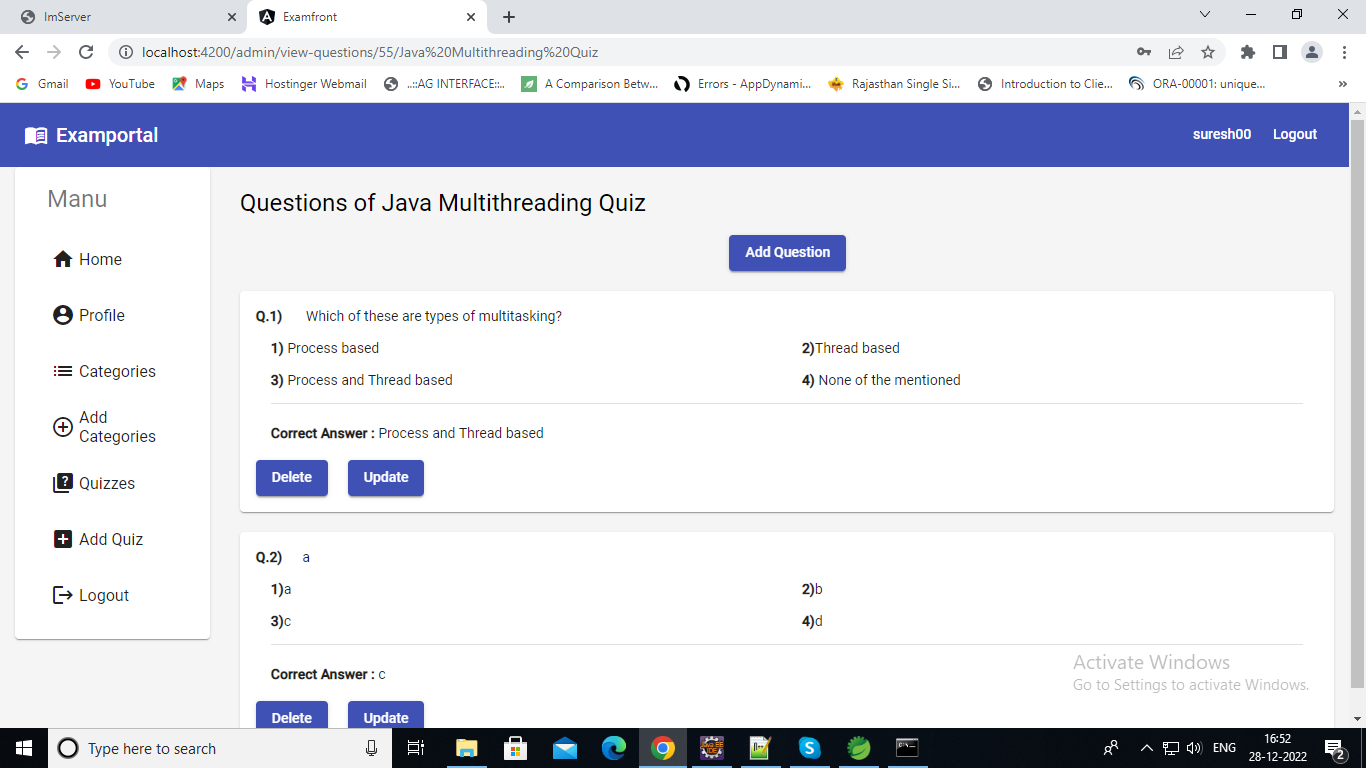 ImServer
Examfront
localhost:4200/admin/view-questions/55/Java%20Multithreading%20Quiz
Gmail YouTube Maps Hostinger Webmail ..::AG INTERFACE::.. A Comparison Betw... Errors - AppDynami... Rajasthan Single Si... Introduction to Clie... ORA-00001: unique... »
Examportal suresh00 Logout
Manu
Home
Profile
Categories
Add
Categories
Quizzes
Add Quiz
Logout
Questions of Java Multithreading Quiz
Add Question
Q.1) Which of these are types of multitasking?
1) Process based 2)Thread based
3) Process and Thread based 4) None of the mentioned
Correct Answer : Process and Thread based
Delete Update
Q.2) a
1)a 2)b
3)c 4)d
Correct Answer : c
Delete Update
Activate Windows
Go to Settings to activate Windows.
Type here to search
ENG
16:52
28-12-2022
2